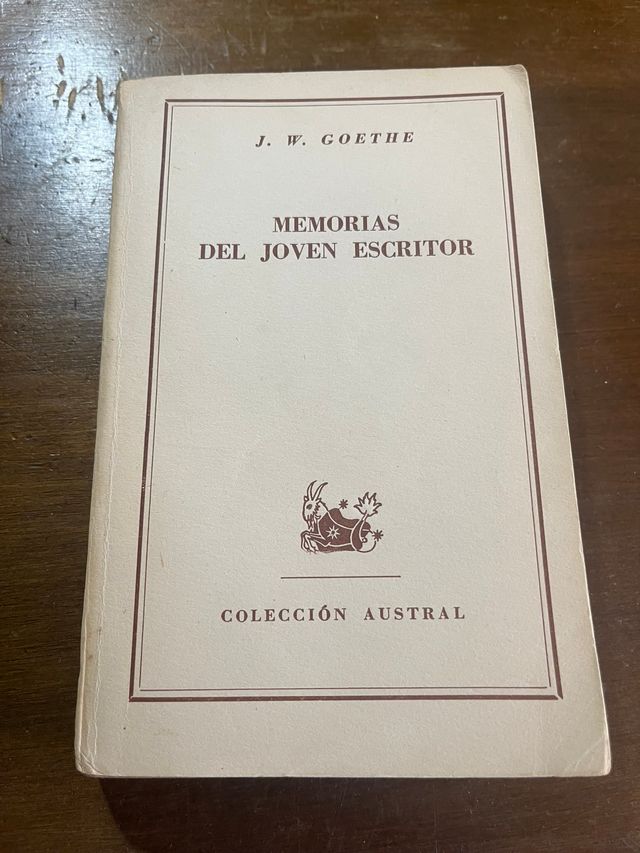 J. W. GOETHE
MEMORIAS
DEL JOVEN ESCRITOR
COLECCIÓN AUSTRAL